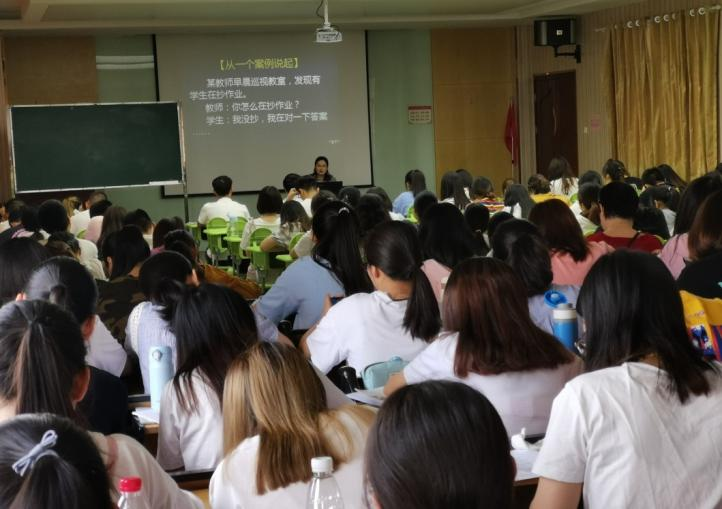 【从一个案例说起】
某教师早晨巡视教室，发现有
学生在抄作业。
教师：你怎么在抄作业？
学生：我没抄，我在对一下答案
……